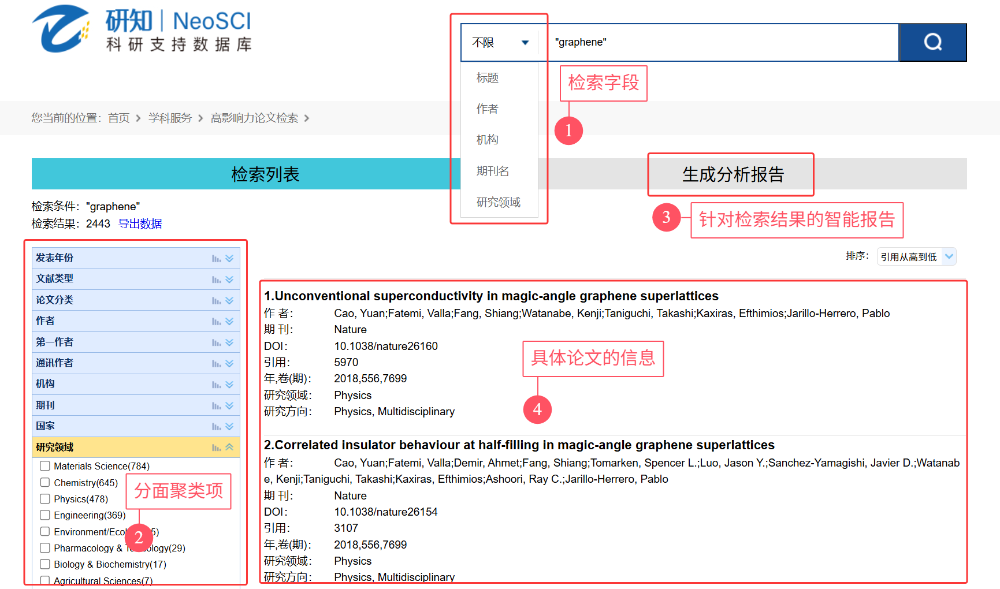 研知 | NeoSCI
科研支持数据库
不限
"graphene"
标题
作者
机构
期刊名
研究领域
检索字段
1
您当前的位置：首页 > 学科服务 > 高影响力论文检索 >
检索列表
生成分析报告
3
针对检索结果的智能报告
检索条件："graphene"
检索结果：2443 导出数据
排序：
引用从高到低
发表年份
文献类型
论文分类
作者
第一作者
通讯作者
机构
期刊
国家
研究领域
Materials Science(784)
Chemistry(645)
Physics(478)
Engineering(369)
5)
Pharmacology &
(29)
Biology & Biochemistry(17)
Agricultural Sciences(7)
分面聚类项
2
1.Unconventional superconductivity in magic-angle graphene superlattices
作 者： Cao, Yuan;Fatemi, Valla;Fang, Shiang;Watanabe, Kenji;Taniguchi, Takashi;Kaxiras, Efthimios;Jarillo-Herrero, Pablo
期 刊： Nature
DOI： 10.1038/nature26160
引用： 5970
年,卷(期)： 2018,556,7699
研究领域： Physics
研究方向： Physics, Multidisciplinary
具体论文的信息
4
2.Correlated insulator behaviour at half-filling in magic-angle graphene superlattices
作 者： Cao, Yuan;Fatemi, Valla;Demir, Ahmet;Fang, Shiang;Tomarken, Spencer L.;Luo, Jason Y.;Sanchez-Yamagishi, Javier D.;Watanab
e, Kenji;Taniguchi, Takashi;Kaxiras, Efthimios;Ashoori, Ray C.;Jarillo-Herrero, Pablo
期 刊： Nature
DOI： 10.1038/nature26154
引用： 3107
年,卷(期)： 2018,556,7699
研究领域： Physics
研究方向： Physics, Multidisciplinary